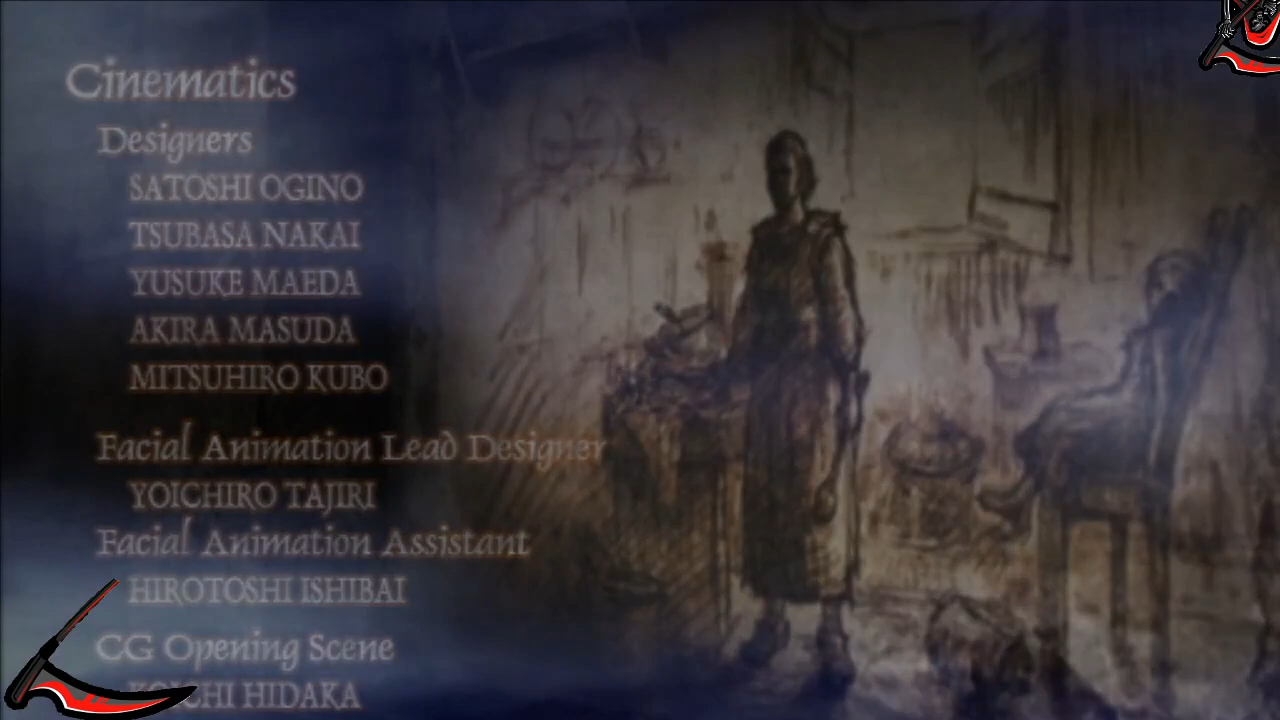 Cinematics
Designers
SATOSHI OGINO
TSUBASA NAKAI
YUSUKE MAEDA
AKIRA MASUDA
MITSUHIRO KUBO
Facial Animation Lead Designer
YOICHIRO TAJIRI
Facial Animation Assistant
HIROTOSHI ISHIBAI
CG Opening Scene
KOICHI HIDAKA